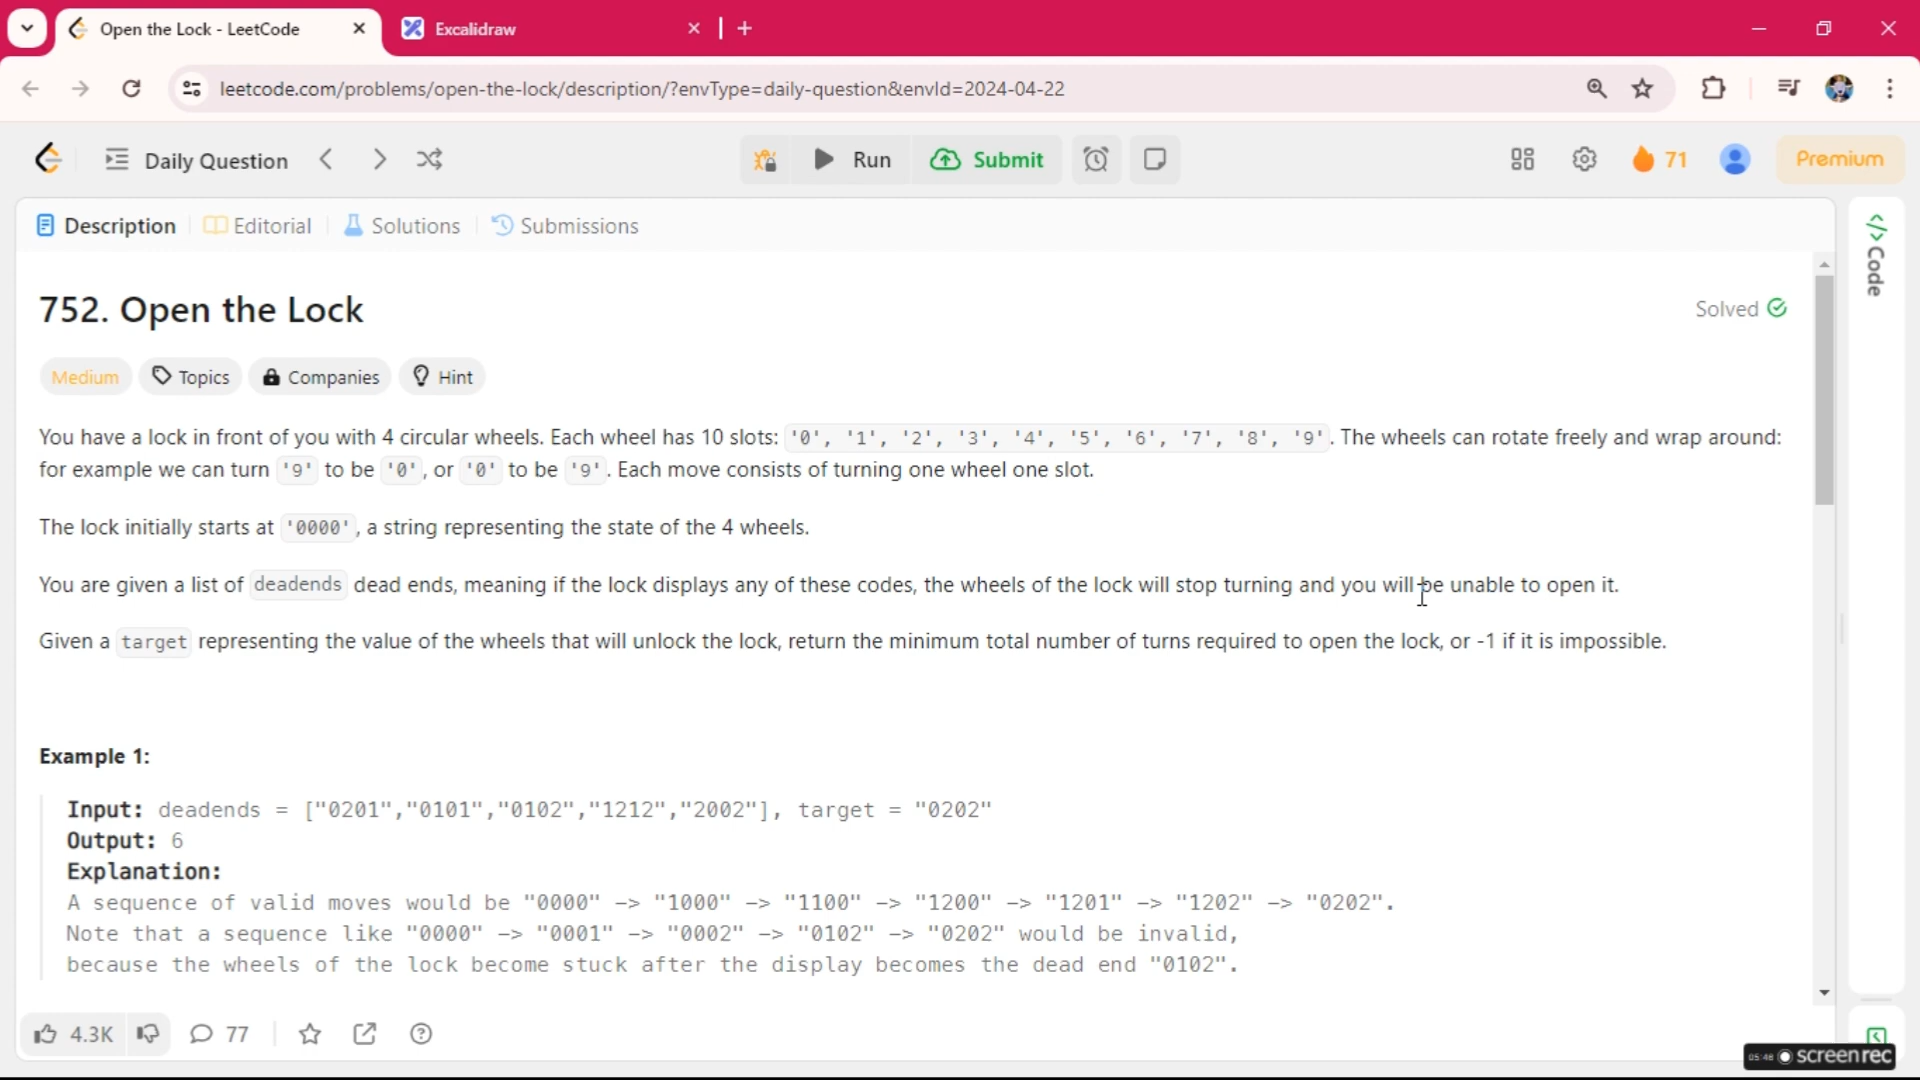 Open the Lock - LeetCode
Excalidraw
leetcode.com/problems/open-the-lock/description/?envType=daily-question&envId=2024-04-22
Daily Question
Run
Submit
71
Premium
Description
Editorial
Solutions
Submissions
Code
752. Open the Lock
Solved
Medium
Topics
Companies
Hint
You have a lock in front of you with 4 circular wheels. Each wheel has 10 slots: '0', '1', '2', '3', '4', '5', '6', '7', '8', '9'. The wheels can rotate freely and wrap around:
for example we can turn '9' to be '0', or '0' to be '9'. Each move consists of turning one wheel one slot.
The lock initially starts at '0000', a string representing the state of the 4 wheels.
You are given a list of deadends dead ends, meaning if the lock displays any of these codes, the wheels of the lock will stop turning and you will be unable to open it.
Given a target representing the value of the wheels that will unlock the lock, return the minimum total number of turns required to open the lock, or -1 if it is impossible.
Example 1:
Input: deadends = ["0201","0101","0102","1212","2002"], target = "0202"
Output: 6
Explanation:
A sequence of valid moves would be "0000" -> "1000" -> "1100" -> "1200" -> "1201" -> "1202" -> "0202".
Note that a sequence like "0000" -> "0001" -> "0002" -> "0102" -> "0202" would be invalid,
because the wheels of the lock become stuck after the display becomes the dead end "0102".
4.3K
77
05:46 screenrec